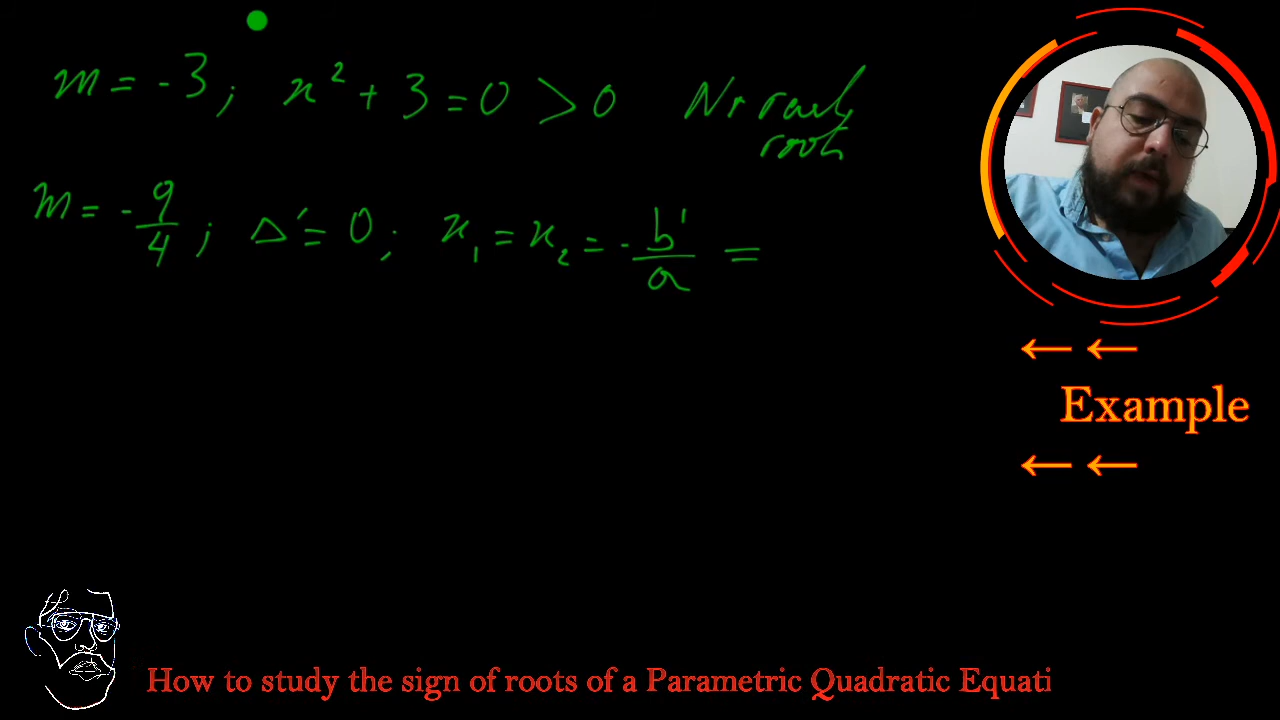 m = -3 ; x² + 3 = 0 > 0 No real
roots
m = -9/4 ; Δ' = 0 ; x₁ = x₂ = -b'/a =
← ←
Example
← ←
How to study the sign of roots of a Parametric Quadratic Equati